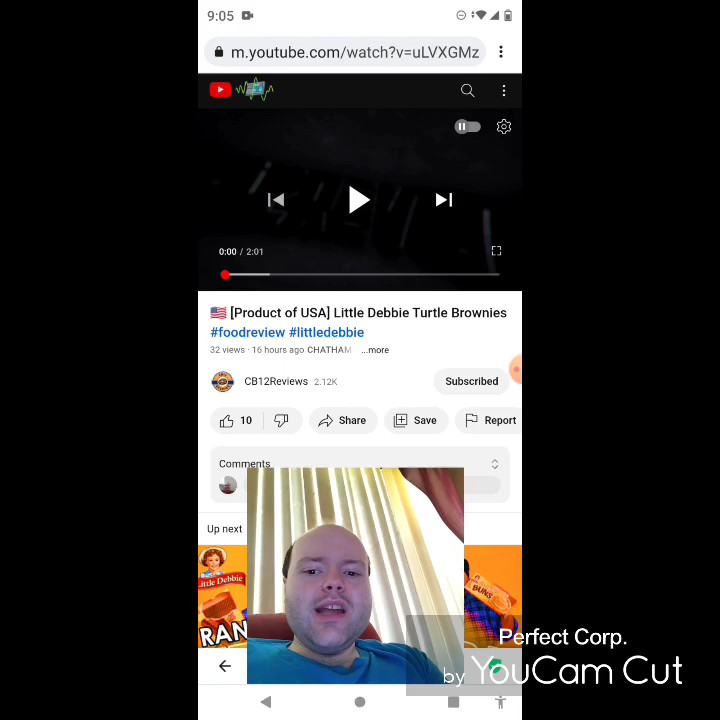 9:05
m.youtube.com/watch?v=uLVXGMz
0:00 / 2:01
🇺🇸 [Product of USA] Little Debbie Turtle Brownies
#foodreview #littledebbie
32 views · 16 hours ago CHATHAM ...more
CB12Reviews 2.12K
Subscribed
10
Share
Save
Report
Comments
Up next
Little Debbie
RAN
BUNS
Perfect Corp.
by YouCam Cut